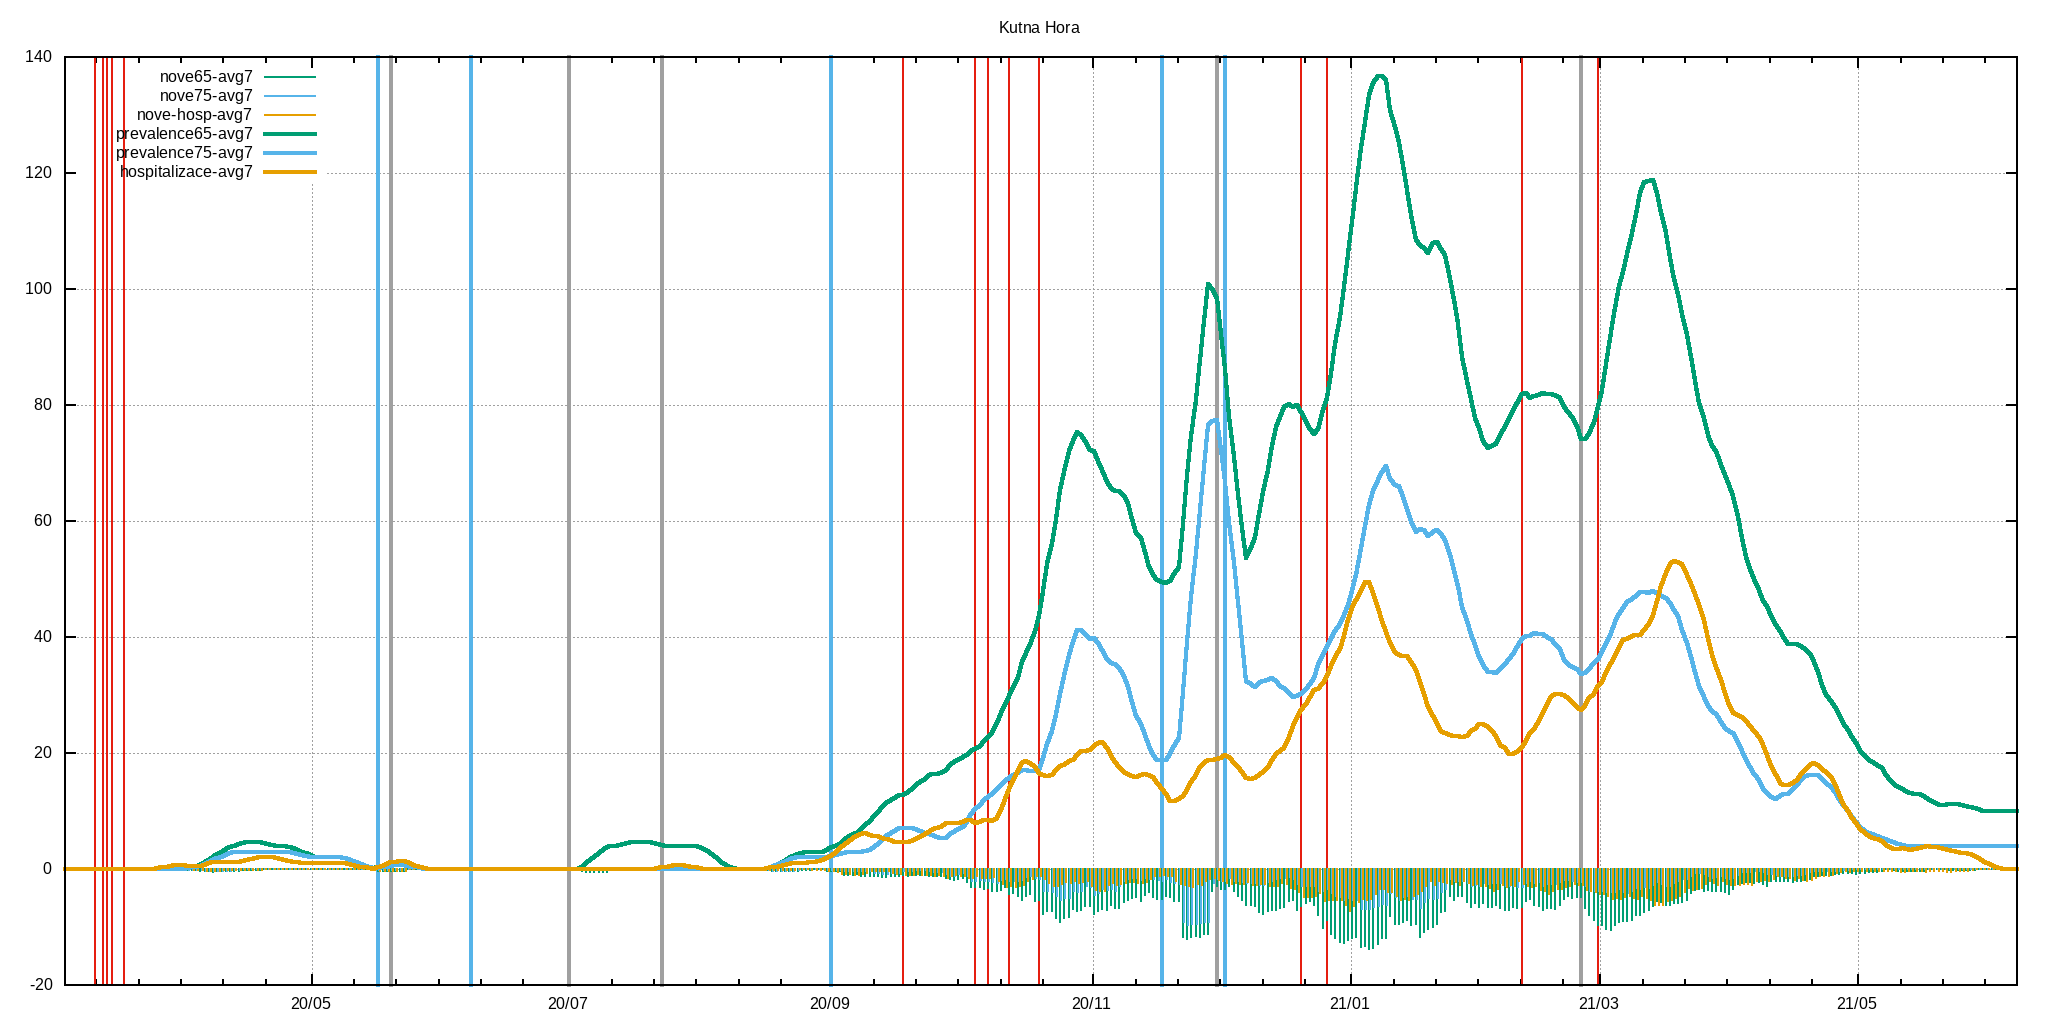 Kutna Hora
140
120
100
80
60
40
20
0
-20
nove65-avg7
nove75-avg7
nove-hosp-avg7
prevalence65-avg7
prevalence75-avg7
hospitalizace-avg7
20/05 20/07 20/09 20/11 21/01 21/03 21/05